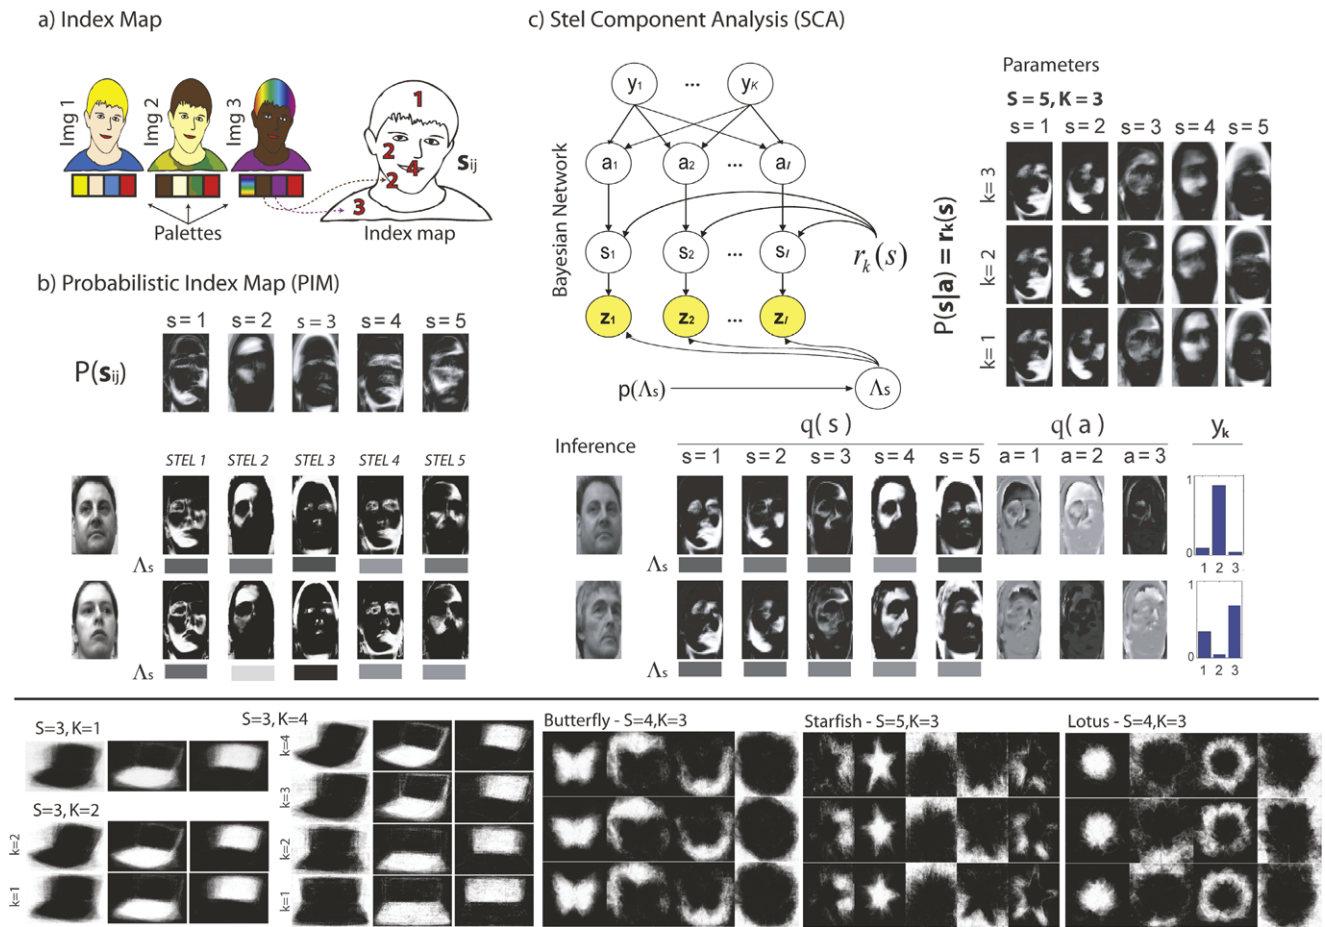 a) Index Map
Img 1
Img 2
Img 3
1
2
4
2
3
Sij
Palettes
Index map
b) Probabilistic Index Map (PIM)
s = 1 s = 2 s = 3 s = 4 s = 5
P(Sij)
STEL 1 STEL 2 STEL 3 STEL 4 STEL 5
Λs
Λs
c) Stel Component Analysis (SCA)
Bayesian Network
y1 ... yK
a1 a2 ... aI
s1 s2 ... sI
rk(s)
z1 z2 ... zI
p(Λs) Λs
Parameters
S = 5, K = 3
s = 1 s = 2 s = 3 s = 4 s = 5
P(s|a) = rk(s)
k= 3
k= 2
k= 1
Inference
q( s ) q( a ) yk
s = 1 s = 2 s = 3 s = 4 s = 5 a = 1 a = 2 a = 3
1
0
1 2 3
Λs
1
0
1 2 3
Λs
S=3, K=1
S=3, K=2
k=2
k=1
S=3, K=4
k=4
k=3
k=2
k=1
Butterfly - S=4,K=3
Starfish - S=5,K=3
Lotus - S=4,K=3